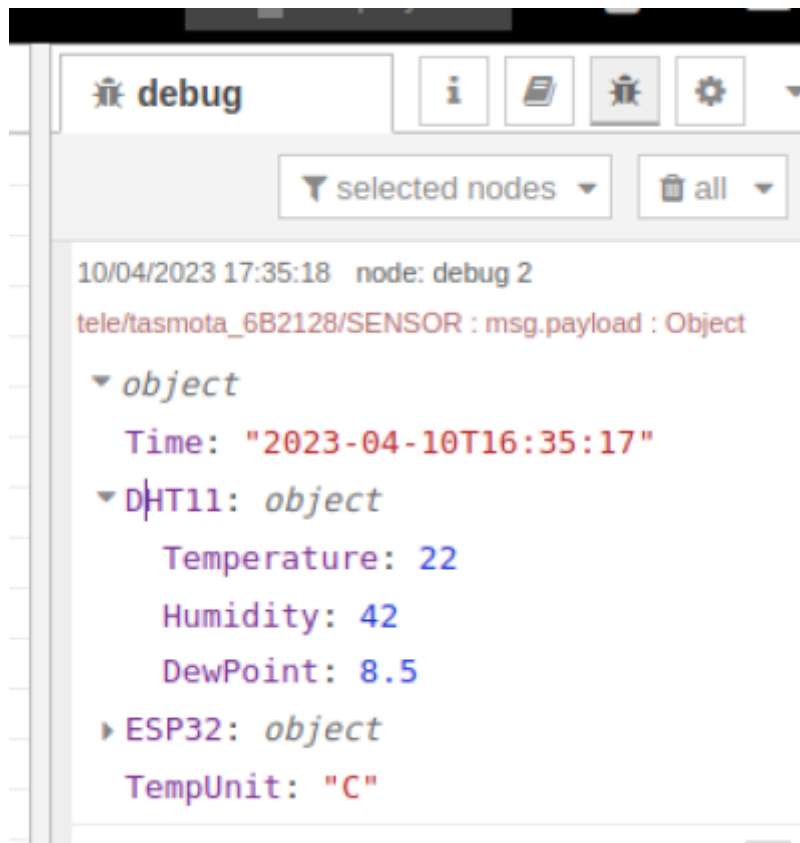 debug
selected nodes
all
10/04/2023 17:35:18 node: debug 2
tele/tasmota_6B2128/SENSOR : msg.payload : Object
object
Time: "2023-04-10T16:35:17"
DHT11: object
Temperature: 22
Humidity: 42
DewPoint: 8.5
ESP32: object
TempUnit: "C"